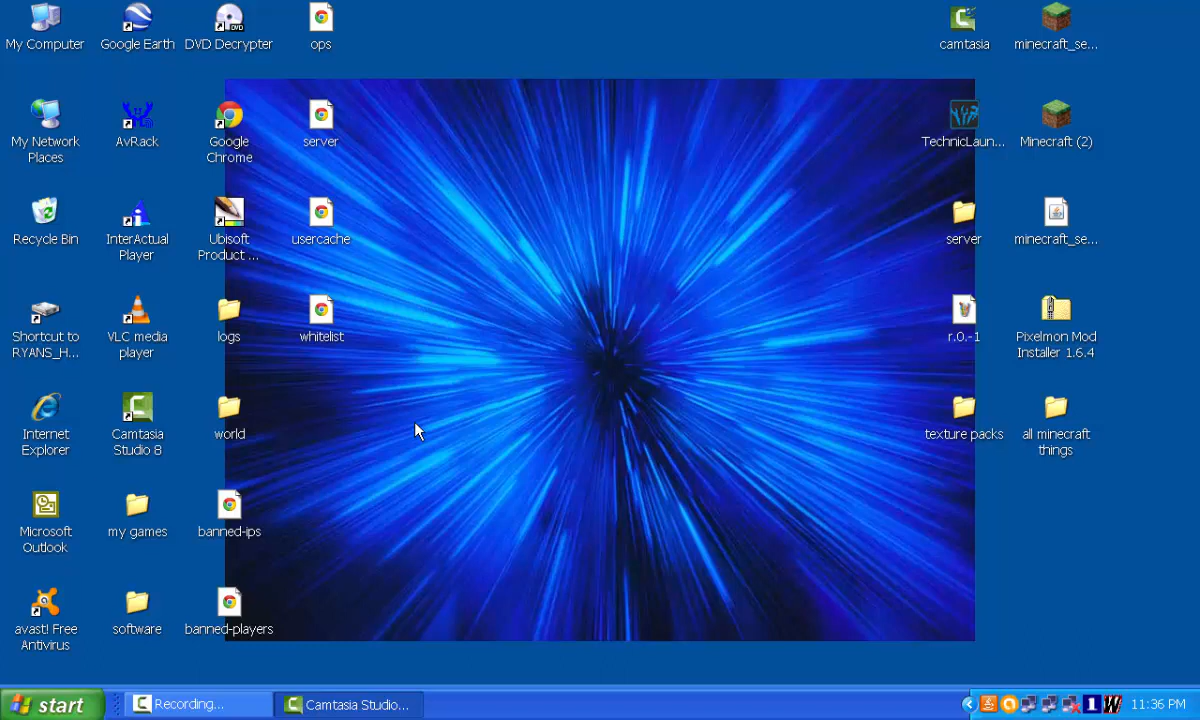 My Computer
Google Earth
DVD Decrypter
DVD
ops
camtasia
minecraft_se...
My Network
Places
AvRack
Google
Chrome
server
TechnicLaun...
Minecraft (2)
Recycle Bin
InterActual
Player
Ubisoft
Product ...
usercache
server
minecraft_se...
Shortcut to
RYANS_H...
VLC media
player
logs
whitelist
r.0.-1
Pixelmon Mod
Installer 1.6.4
Internet
Explorer
Camtasia
Studio 8
world
texture packs
all minecraft
things
Microsoft
Outlook
my games
banned-ips
avast! Free
Antivirus
software
banned-players
start
Recording...
Camtasia Studio...
1
W
11:36 PM